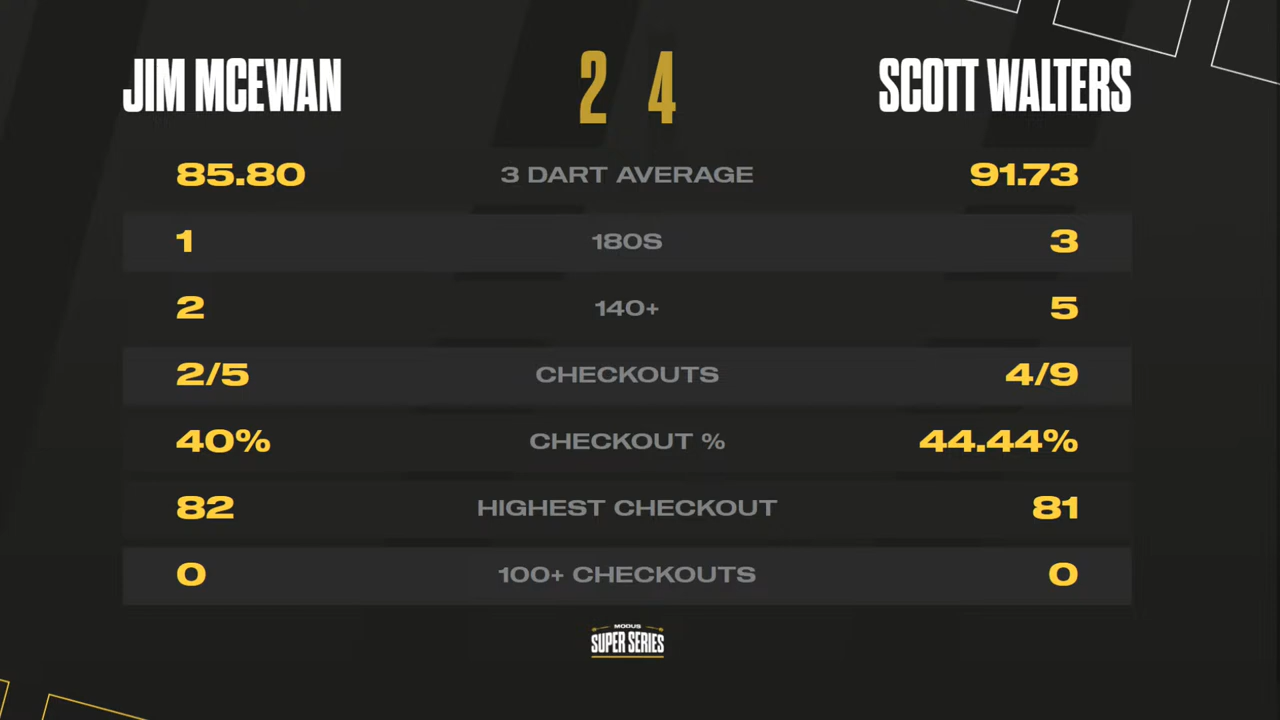 JIM MCEWAN 2 4 SCOTT WALTERS
85.80 3 DART AVERAGE 91.73
1 180S 3
2 140+ 5
2/5 CHECKOUTS 4/9
40% CHECKOUT % 44.44%
82 HIGHEST CHECKOUT 81
0 100+ CHECKOUTS 0
MODUS
SUPER SERIES